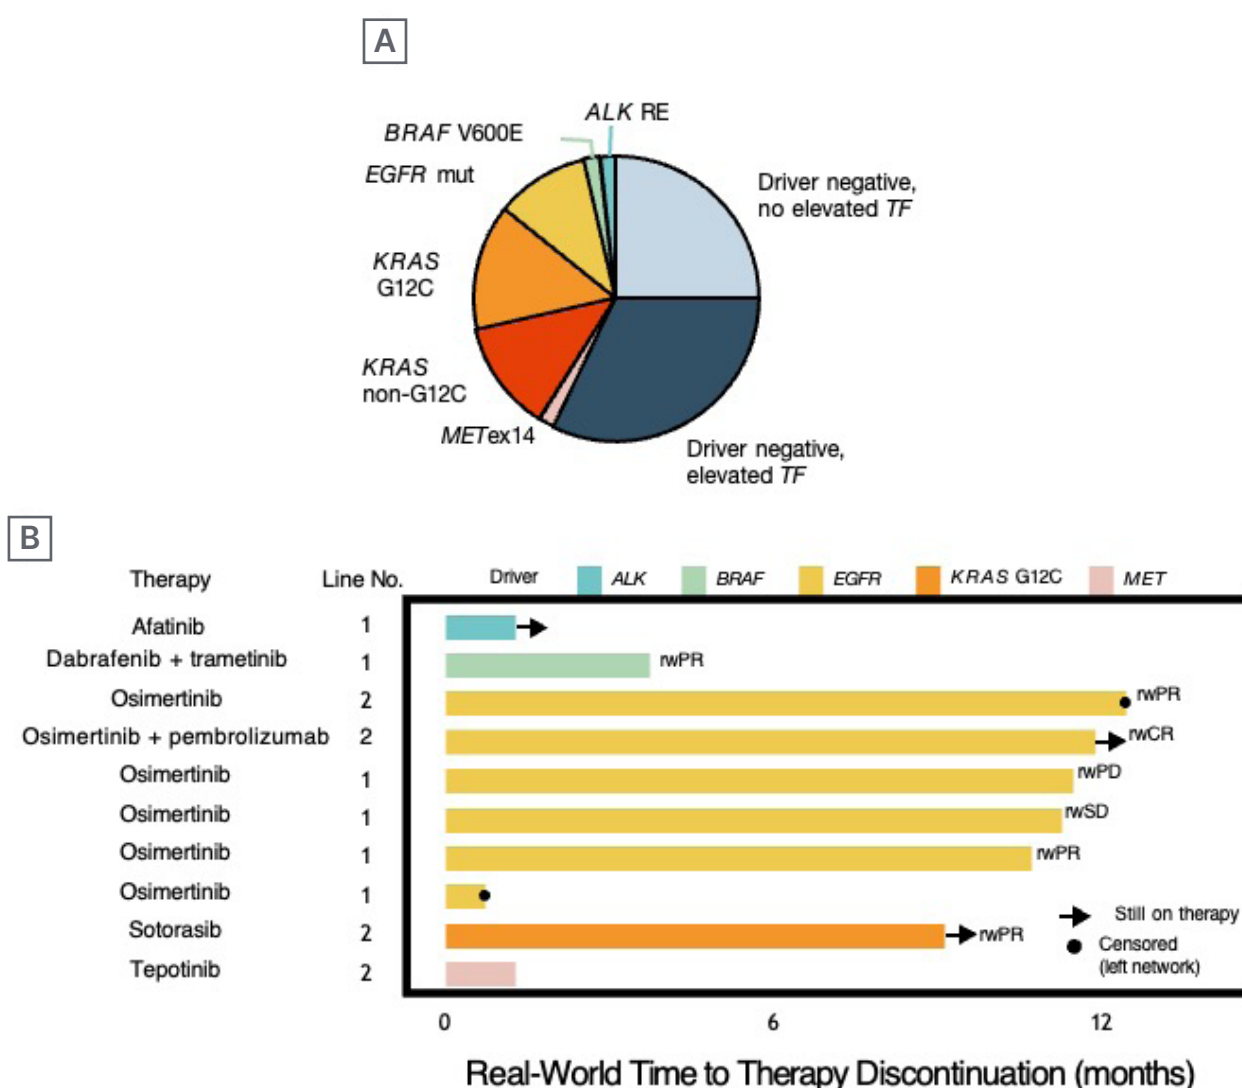 A
ALK RE
BRAF V600E
EGFR mut
Driver negative,
no elevated TF
KRAS
G12C
KRAS
non-G12C
METex14
Driver negative,
elevated TF
B
Therapy Line No. Driver ALK BRAF EGFR KRAS G12C MET
Afatinib 1
Dabrafenib + trametinib 1 rwPR
Osimertinib 2 rwPR
Osimertinib + pembrolizumab 2 rwCR
Osimertinib 1 rwPD
Osimertinib 1 rwSD
Osimertinib 1 rwPR
Osimertinib 1
Sotorasib 2 rwPR
Tepotinib 2
Still on therapy
Censored
(left network)
0 6 12
Real-World Time to Therapy Discontinuation (months)